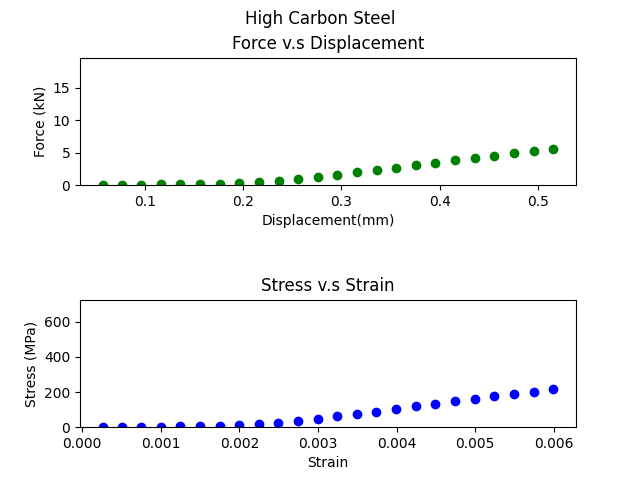 High Carbon Steel
Force v.s Displacement
15
10
5
0
Force (kN)
0.1 0.2 0.3 0.4 0.5
Displacement(mm)
Stress v.s Strain
600
400
200
0
Stress (MPa)
0.000 0.001 0.002 0.003 0.004 0.005 0.006
Strain